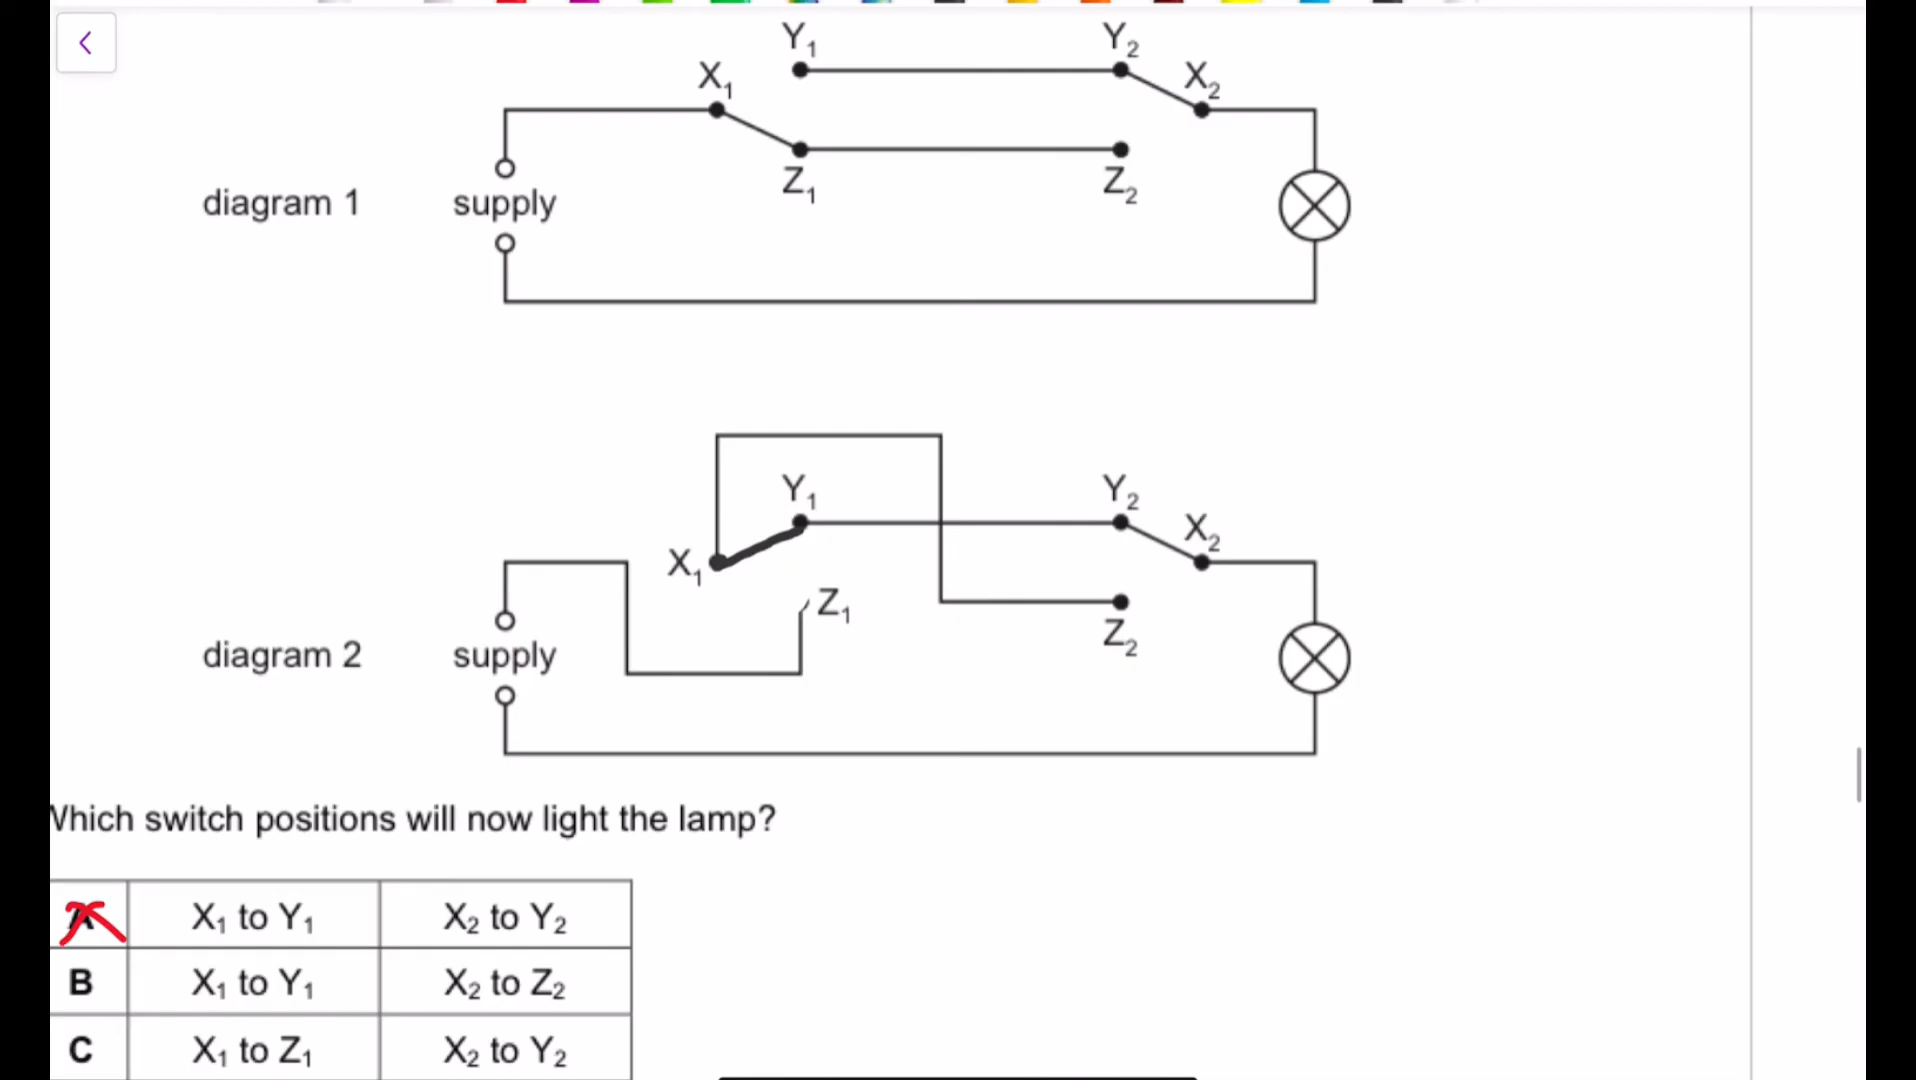 Y₁ Y₂
X₁ X₂
Z₁ Z₂
diagram 1 supply
Y₁ Y₂
X₁ X₂
Z₁
Z₂
diagram 2 supply
Which switch positions will now light the lamp?
A X₁ to Y₁ X₂ to Y₂
B X₁ to Y₁ X₂ to Z₂
C X₁ to Z₁ X₂ to Y₂